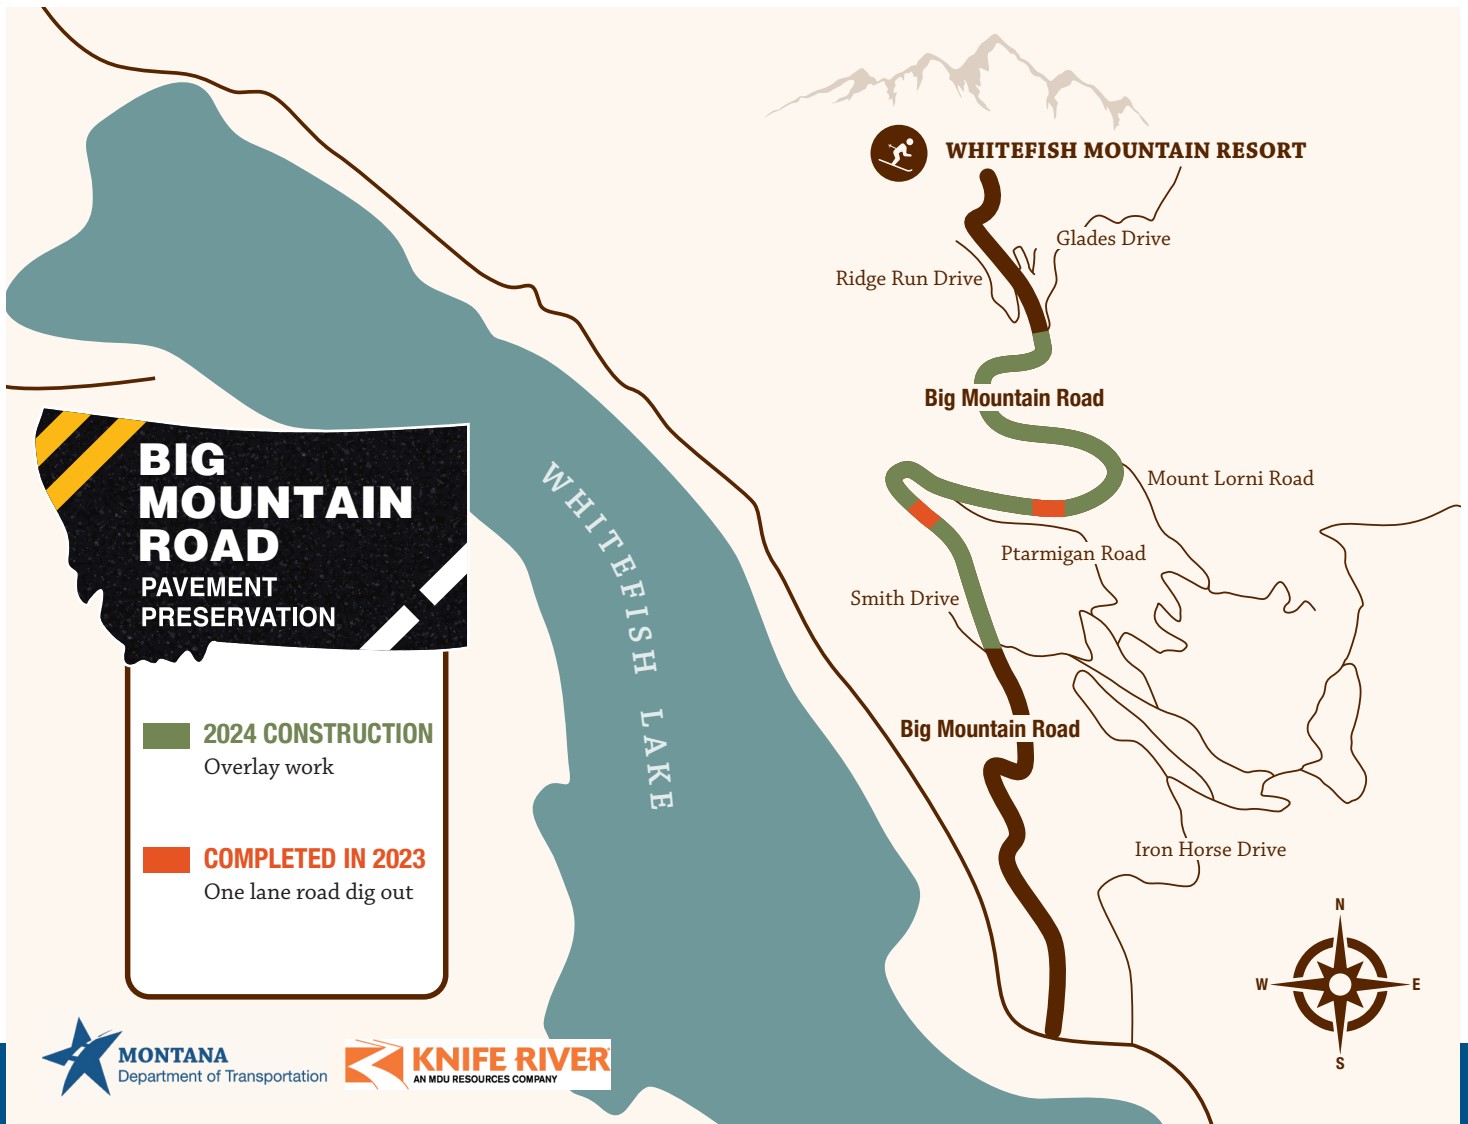 WHITEFISH MOUNTAIN RESORT
Glades Drive
Ridge Run Drive
Big Mountain Road
Mount Lorni Road
Ptarmigan Road
Smith Drive
Big Mountain Road
Iron Horse Drive
WHITEFISH LAKE
BIG
MOUNTAIN
ROAD
PAVEMENT
PRESERVATION
2024 CONSTRUCTION
Overlay work
COMPLETED IN 2023
One lane road dig out
N
W
E
S
MONTANA
Department of Transportation
KNIFE RIVER
AN MDU RESOURCES COMPANY